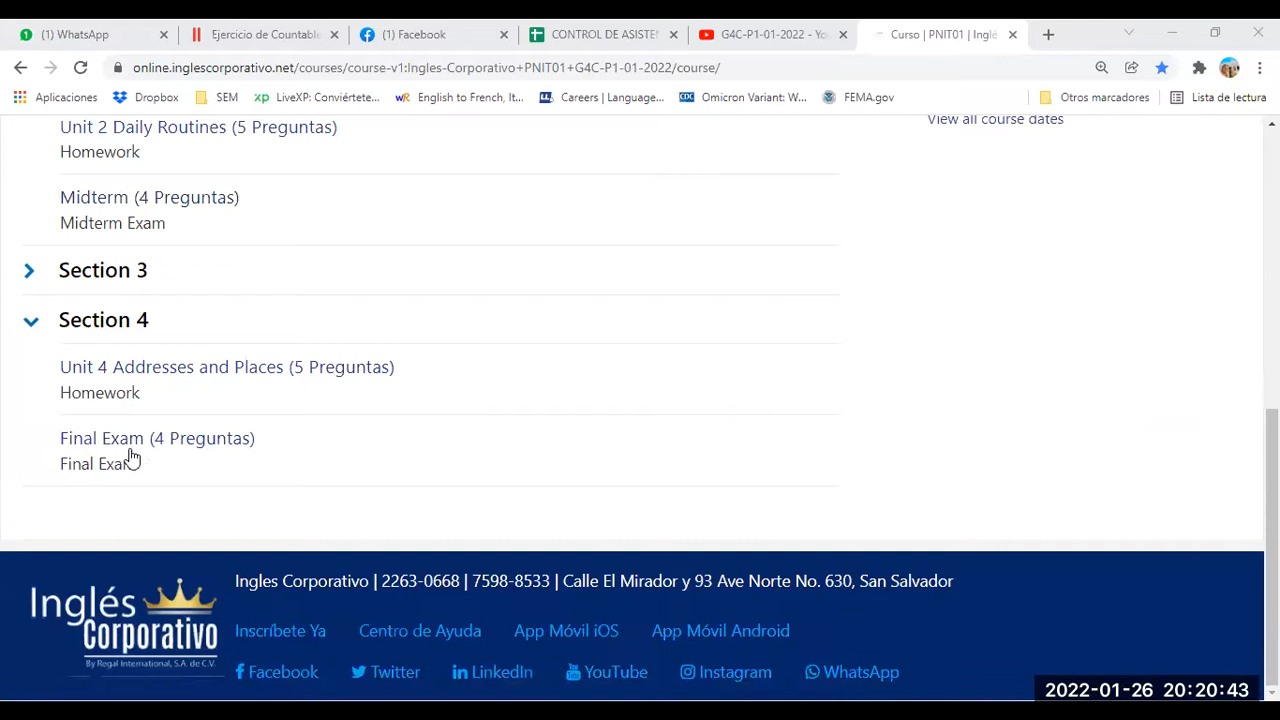 (1) WhatsApp
Ejercicio de Countable
(1) Facebook
CONTROL DE ASISTEN
G4C-P1-01-2022 - Yo
Curso | PNIT01 | Inglé
online.inglescorporativo.net/courses/course-v1:Ingles-Corporativo+PNIT01+G4C-P1-01-2022/course/
Aplicaciones
Dropbox
SEM
xp LiveXP: Conviértete...
wR English to French, It...
Careers | Language...
CDC Omicron Variant: W...
FEMA.gov
Otros marcadores
Lista de lectura
View all course dates
Unit 2 Daily Routines (5 Preguntas)
Homework
Midterm (4 Preguntas)
Midterm Exam
Section 3
Section 4
Unit 4 Addresses and Places (5 Preguntas)
Homework
Final Exam (4 Preguntas)
Final Exam
Inglés
Corporativo
By Regal International, S.A. de C.V.
Ingles Corporativo | 2263-0668 | 7598-8533 | Calle El Mirador y 93 Ave Norte No. 630, San Salvador
Inscríbete Ya
Centro de Ayuda
App Móvil iOS
App Móvil Android
Facebook
Twitter
LinkedIn
YouTube
Instagram
WhatsApp
2022-01-26 20:20:43